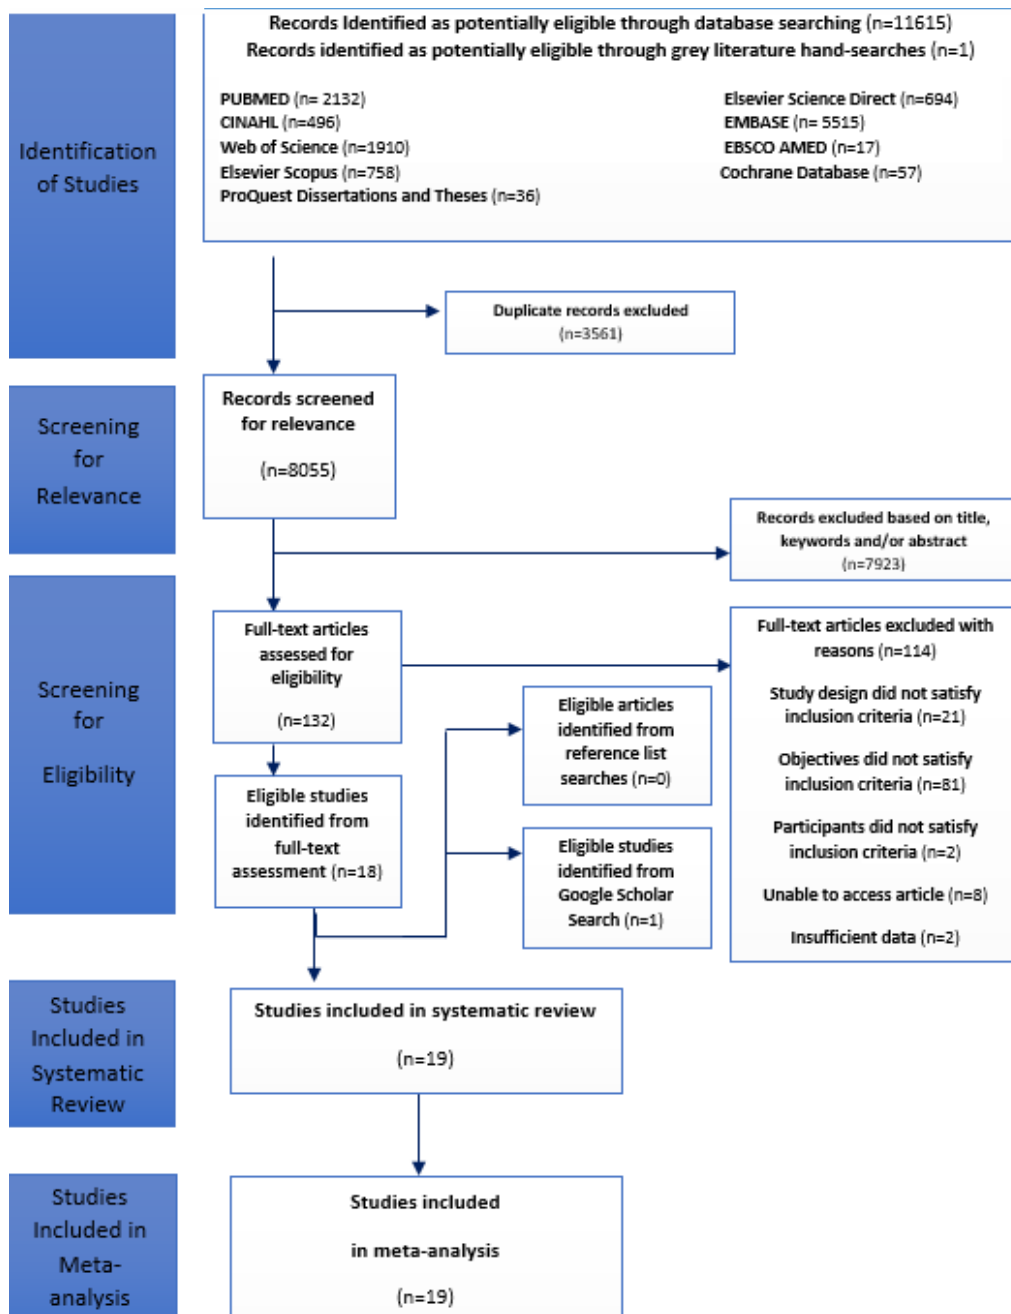 Records Identified as potentially eligible through database searching (n=11615)
Records identified as potentially eligible through grey literature hand-searches (n=1)
PUBMED (n= 2132)
CINAHL (n=496)
Web of Science (n=1910)
Elsevier Scopus (n=758)
ProQuest Dissertations and Theses (n=36)
Elsevier Science Direct (n=694)
EMBASE (n= 5515)
EBSCO AMED (n=17)
Cochrane Database (n=57)
Identification
of Studies
Duplicate records excluded
(n=3561)
Screening
for
Relevance
Records screened
for relevance
(n=8055)
Records excluded based on title,
keywords and/or abstract
(n=7923)
Screening
for
Eligibility
Full-text articles
assessed for
eligibility
(n=132)
Full-text articles excluded with
reasons (n=114)
Study design did not satisfy
inclusion criteria (n=21)
Objectives did not satisfy
inclusion criteria (n=81)
Participants did not satisfy
inclusion criteria (n=2)
Unable to access article (n=8)
Insufficient data (n=2)
Eligible articles
identified from
reference list
searches (n=0)
Eligible studies
identified from
full-text
assessment (n=18)
Eligible studies
identified from
Google Scholar
Search (n=1)
Studies
Included in
Systematic
Review
Studies included in systematic review
(n=19)
Studies
Included in
Meta-
analysis
Studies included
in meta-analysis
(n=19)